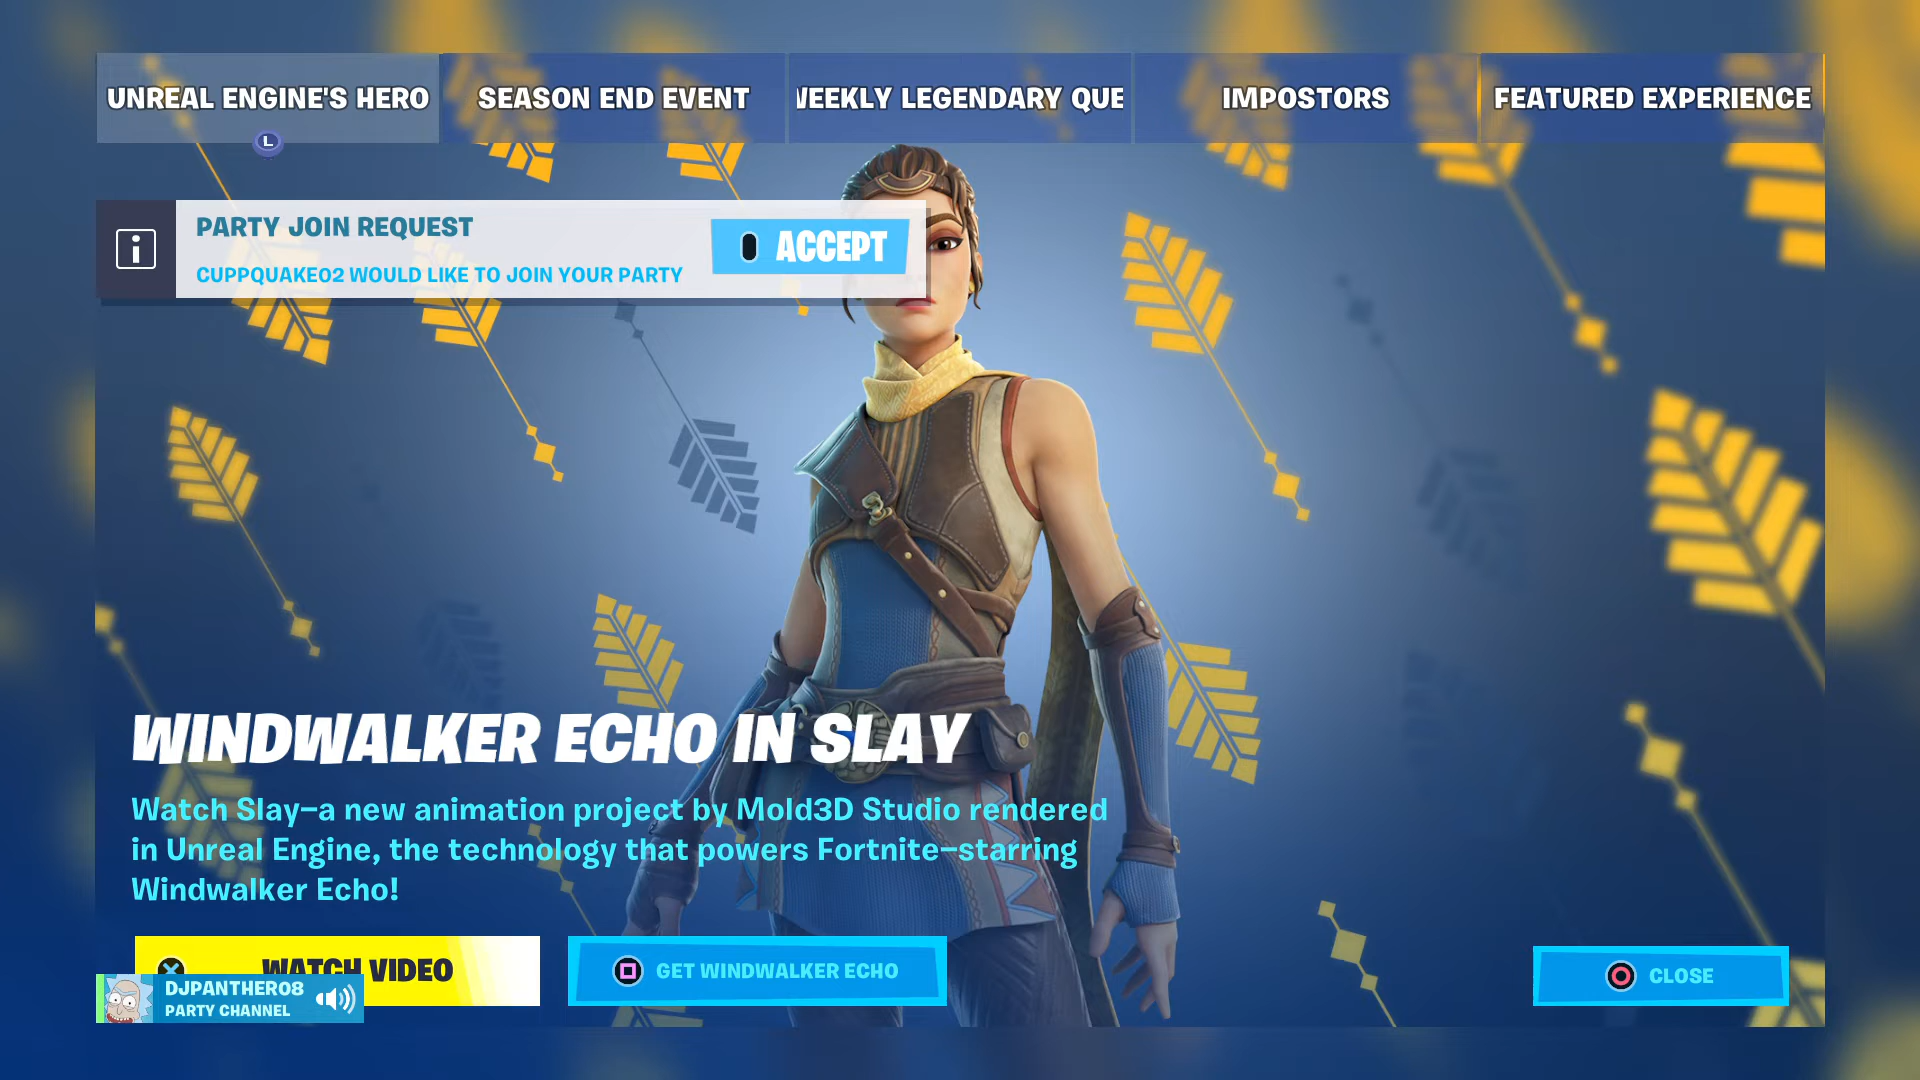 UNREAL ENGINE'S HERO
SEASON END EVENT
WEEKLY LEGENDARY QUE
IMPOSTORS
FEATURED EXPERIENCE
L
PARTY JOIN REQUEST
CUPPQUAKE02 WOULD LIKE TO JOIN YOUR PARTY
ACCEPT
WINDWALKER ECHO IN SLAY
Watch Slay–a new animation project by Mold3D Studio rendered
in Unreal Engine, the technology that powers Fortnite–starring
Windwalker Echo!
WATCH VIDEO
GET WINDWALKER ECHO
CLOSE
DJPANTHER08
PARTY CHANNEL